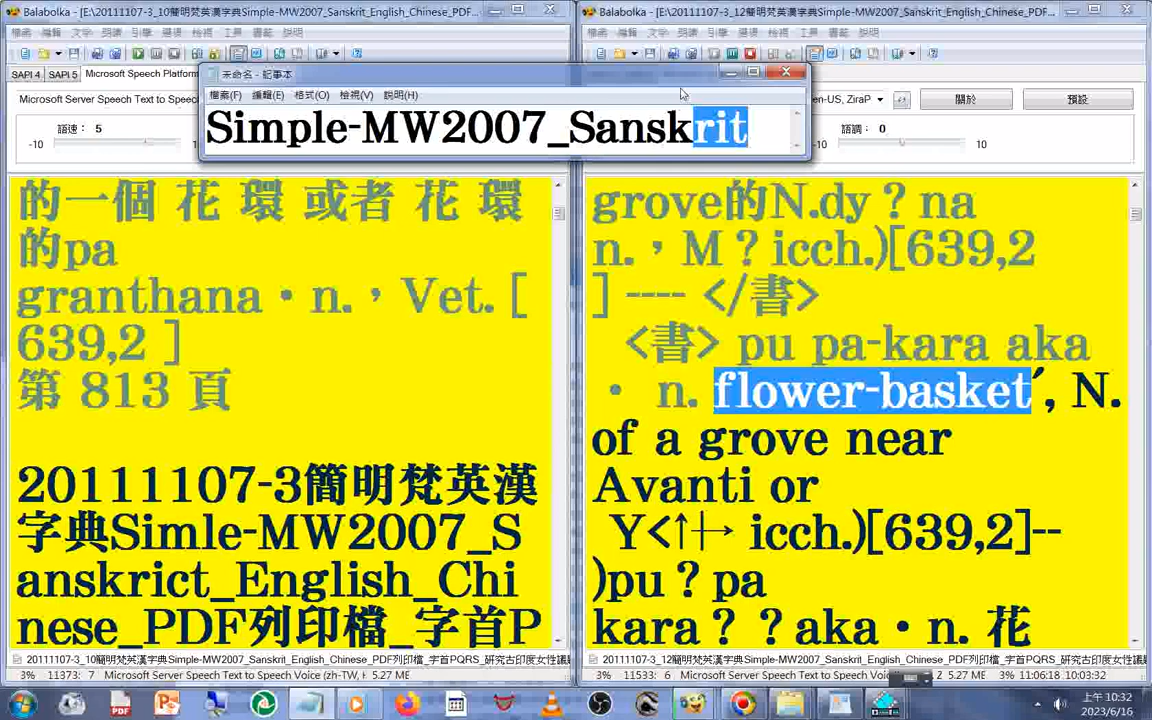 Balabolka - [E:\20111107-3_10簡明梵英漢字典Simple-MW2007_Sanskrit_English_Chinese_PDF...
Balabolka - [E:\20111107-3_12簡明梵英漢字典Simple-MW2007_Sanskrit_English_Chinese_PDF...
SAPI 4 SAPI 5 Microsoft Speech Platform
未命名 - 記事本
檔案(F) 編輯(E) 格式(O) 檢視(V) 說明(H)
Simple-MW2007_Sanskrit
Microsoft Server Speech Text to Speech
en-US, ZiraP
關於
預設
語速： 5
-10
語調： 0
-10 10
的一個 花 環 或者 花 環
的pa
granthana‧n.，Vet. [
639,2 ]
第 813 頁
20111107-3簡明梵英漢
字典Simle-MW2007_S
anskrict_English_Chi
nese_PDF列印檔_字首P
grove的N.dy？na
n.，M？icch.)[639,2
] ---- </書>
<書> pu pa-kara aka
‧ n. flower-basket′, N.
of a grove near
Avanti or
Y<↑├→ icch.)[639,2]--
)pu？pa
kara？？aka‧n. 花
20111107-3_10簡明梵英漢字典Simple-MW2007_Sanskrit_English_Chinese_PDF列印檔_字首PQRS_研究古印度女性議
20111107-3_12簡明梵英漢字典Simple-MW2007_Sanskrit_English_Chinese_PDF列印檔_字首PQRS_研究古印度女性議
3% 11373: 7 Microsoft Server Speech Text to Speech Voice (zh-TW, H 5.27 ME
3% 11533: 6 Microsoft Server Speech Text to Speech Voice 5.27 ME 3% 11:06:18 10:03:32
上午 10:32
2023/6/16